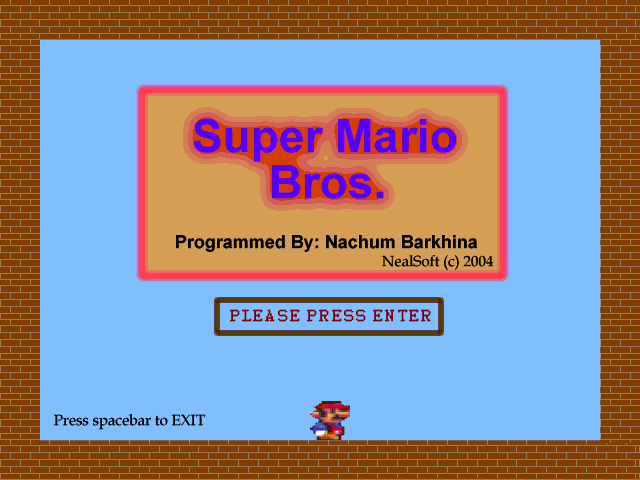 Super Mario
Bros.
Programmed By: Nachum Barkhina
NealSoft (c) 2004
PLEASE PRESS ENTER
Press spacebar to EXIT